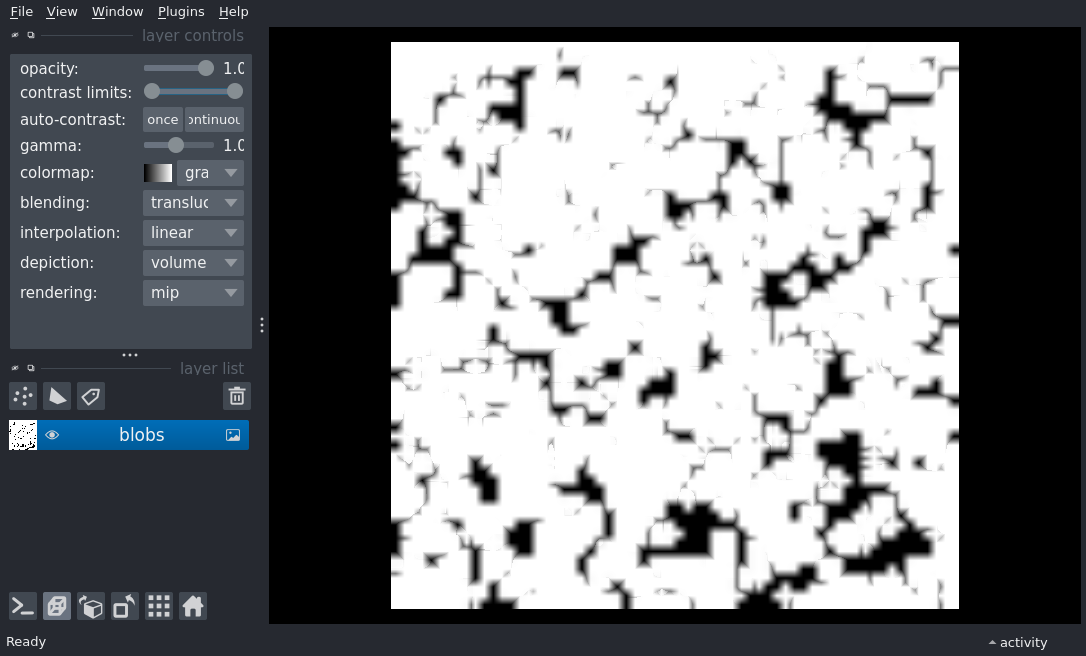 File View Window Plugins Help
layer controls
opacity: 1.0
contrast limits:
auto-contrast: once ontinuou
gamma: 1.0
colormap: gra
blending: transluc
interpolation: linear
depiction: volume
rendering: mip
layer list
blobs
Ready
activity